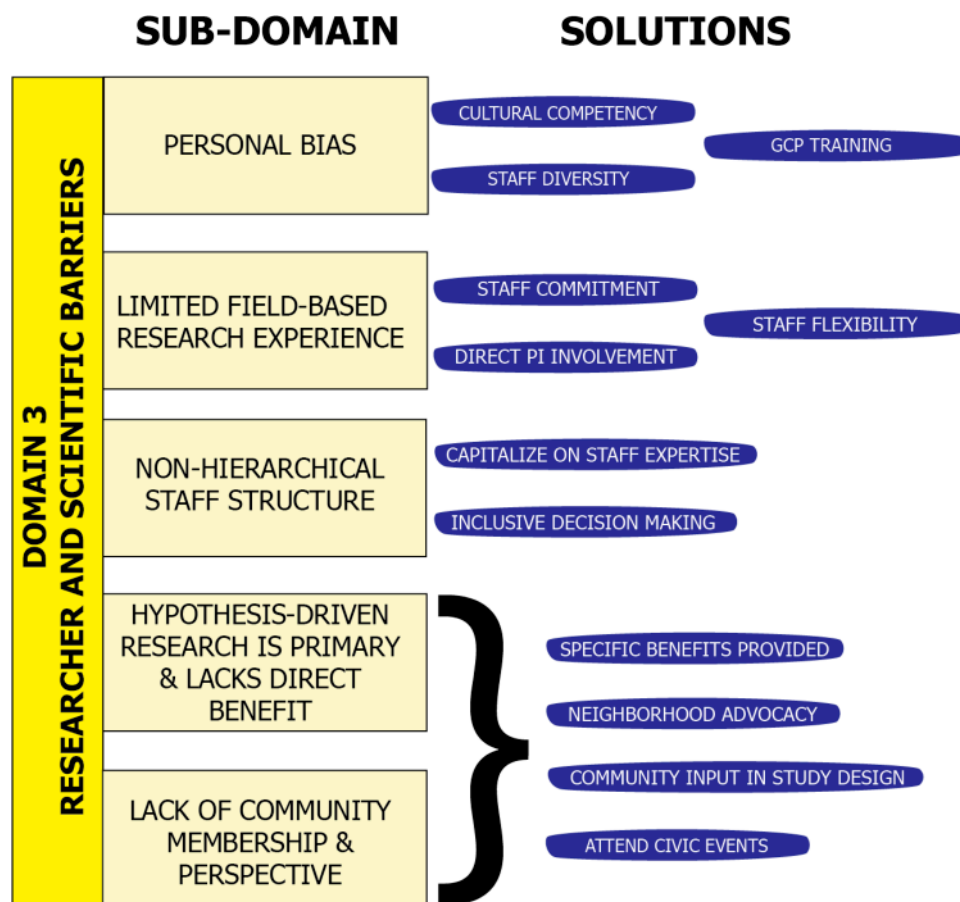 SUB-DOMAIN
SOLUTIONS
DOMAIN 3
RESEARCHER AND SCIENTIFIC BARRIERS
PERSONAL BIAS
CULTURAL COMPETENCY
GCP TRAINING
STAFF DIVERSITY
LIMITED FIELD-BASED
RESEARCH EXPERIENCE
STAFF COMMITMENT
STAFF FLEXIBILITY
DIRECT PI INVOLVEMENT
NON-HIERARCHICAL
STAFF STRUCTURE
CAPITALIZE ON STAFF EXPERTISE
INCLUSIVE DECISION MAKING
HYPOTHESIS-DRIVEN
RESEARCH IS PRIMARY
& LACKS DIRECT
BENEFIT
LACK OF COMMUNITY
MEMBERSHIP &
PERSPECTIVE
SPECIFIC BENEFITS PROVIDED
NEIGHBORHOOD ADVOCACY
COMMUNITY INPUT IN STUDY DESIGN
ATTEND CIVIC EVENTS